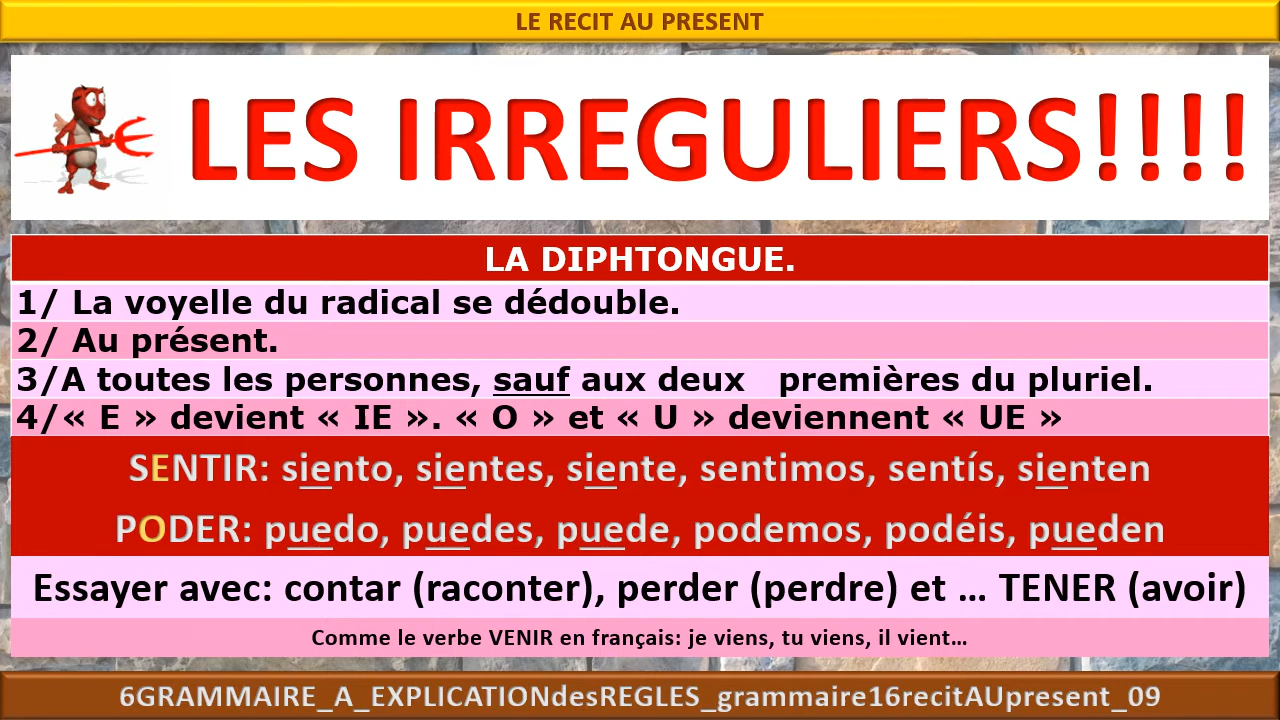 LE RECIT AU PRESENT
LES IRREGULIERS!!!!
LA DIPHTONGUE.
1/ La voyelle du radical se dédouble.
2/ Au présent.
3/A toutes les personnes, sauf aux deux premières du pluriel.
4/« E » devient « IE ». « O » et « U » deviennent « UE »
SENTIR: siento, sientes, siente, sentimos, sentís, sienten
PODER: puedo, puedes, puede, podemos, podéis, pueden
Essayer avec: contar (raconter), perder (perdre) et … TENER (avoir)
Comme le verbe VENIR en français: je viens, tu viens, il vient…
6GRAMMAIRE_A_EXPLICATIONdesREGLES_grammaire16recitAUpresent_09